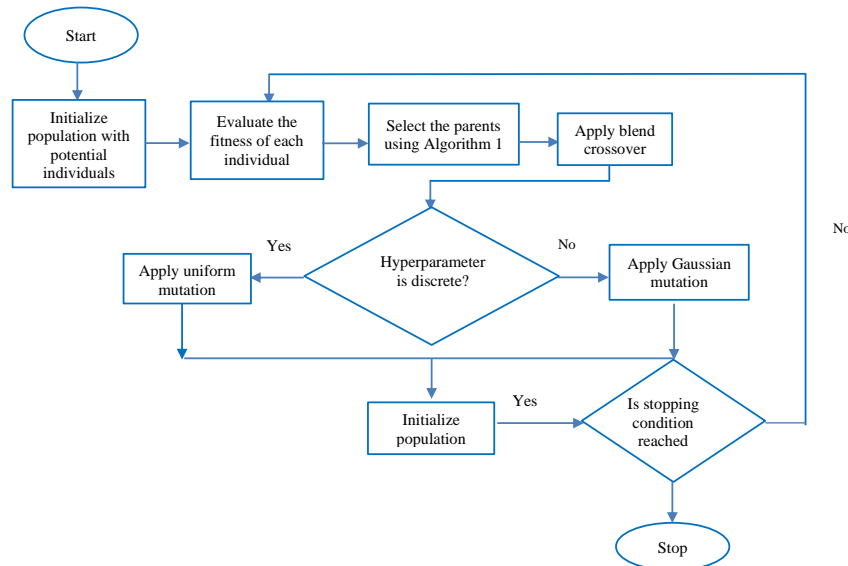 Start
Initialize
population with
potential
individuals
Evaluate the
fitness of each
individual
Select the parents
using Algorithm 1
Apply blend
crossover
No
Yes
No
Hyperparameter
is discrete?
Apply uniform
mutation
Apply Gaussian
mutation
Initialize
population
Yes
Is stopping
condition
reached
Stop